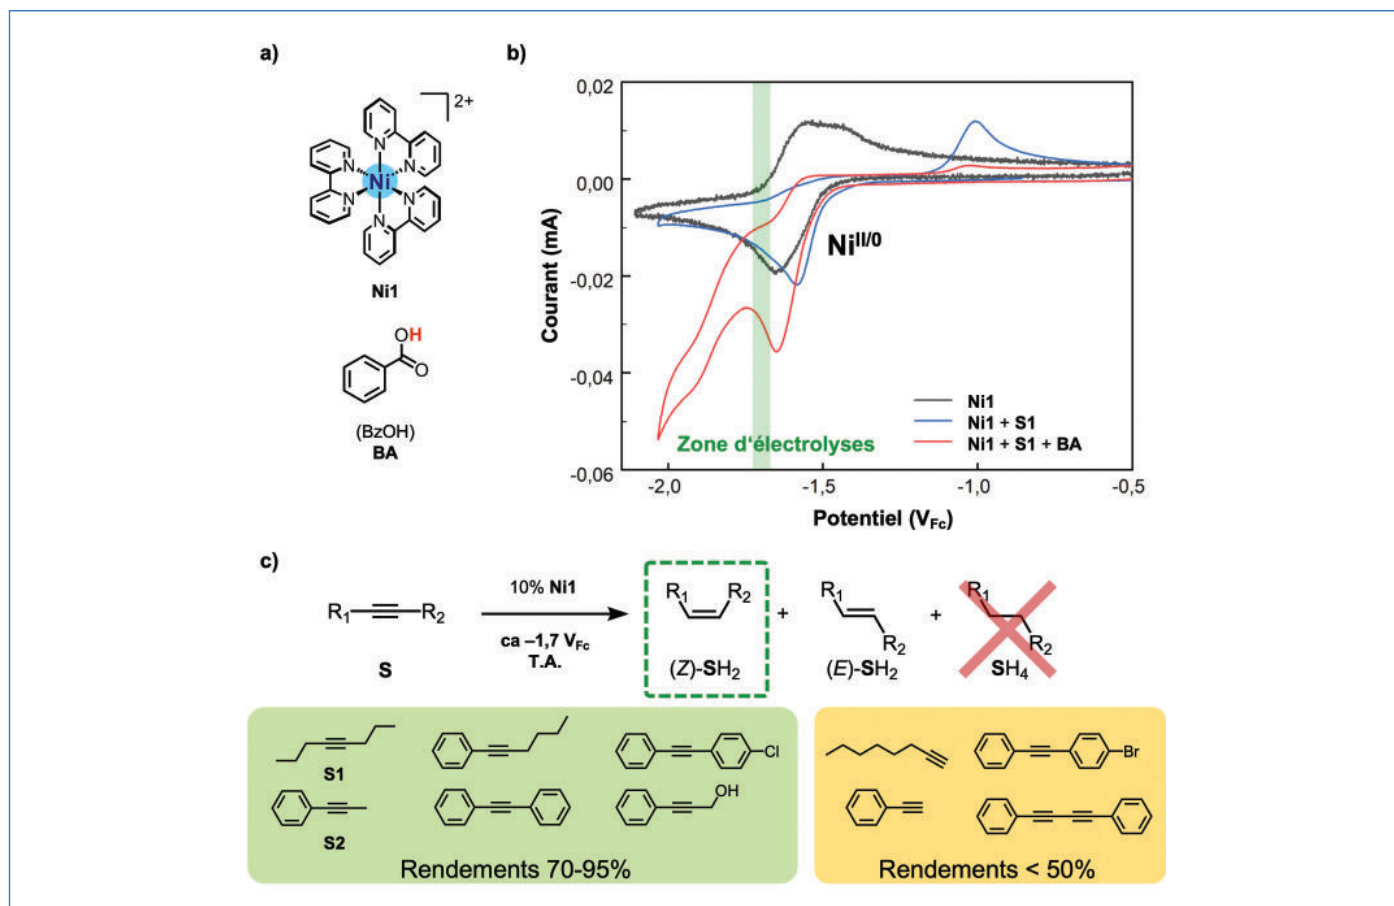 a)
2+
N
N
N
Ni
N
N
N
Ni1
OH
O
(BzOH)
BA
b)
0,02
0,00
-0,02
-0,04
-0,06
Courant (mA)
Ni^II/0
Ni1
Ni1 + S1
Ni1 + S1 + BA
Zone d'électrolyses
-2,0 -1,5 -1,0 -0,5
Potentiel (V_Fc)
c)
R1 R2
S
10% Ni1
ca –1,7 V_Fc
T.A.
R1 R2
(Z)-SH2
+
R1
R2
(E)-SH2
+
R1
R2
SH4
S1
Cl
S2
OH
Rendements 70-95%
Br
Rendements < 50%